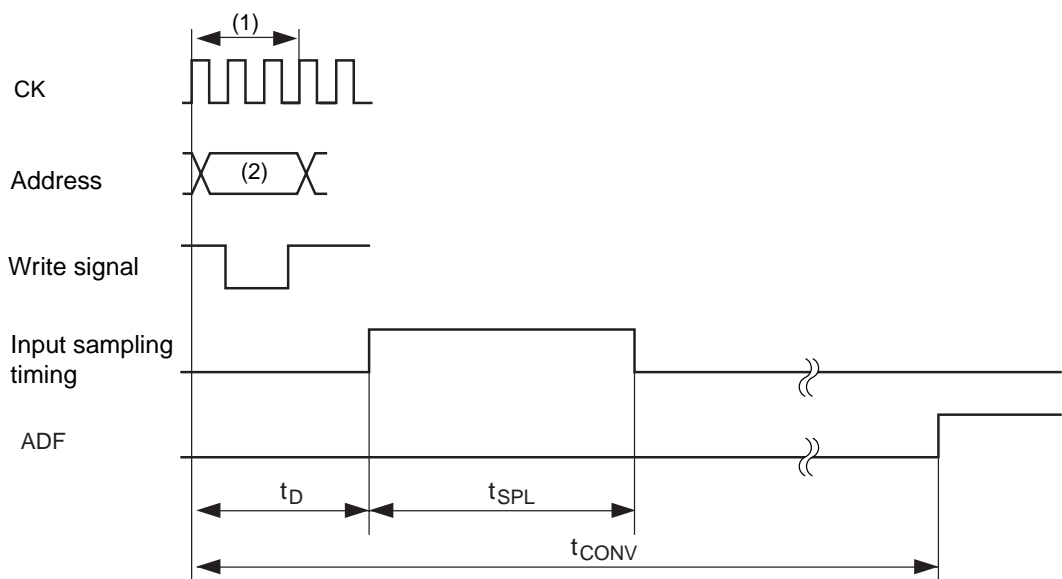 (1)
CK
Address
(2)
Write signal
Input sampling
timing
ADF
tD
tSPL
tCONV